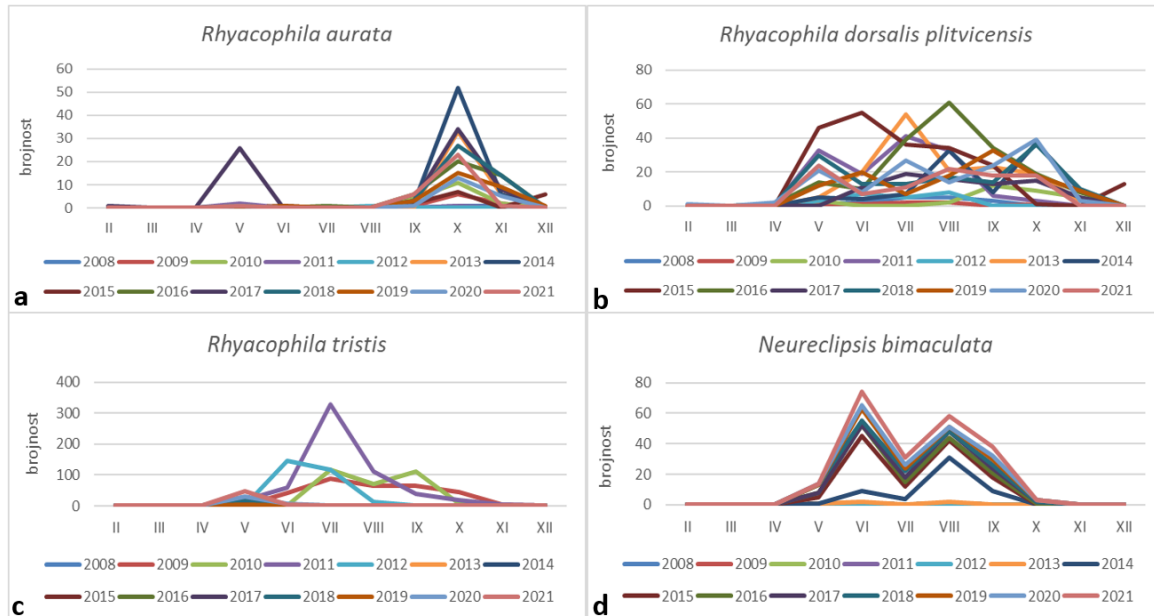 Rhyacophila aurata
brojnost
60
50
40
30
20
10
0
II III IV V VI VII VIII IX X XI XII
2008 2009 2010 2011 2012 2013 2014
2015 2016 2017 2018 2019 2020 2021
a
Rhyacophila dorsalis plitvicensis
brojnost
80
60
40
20
0
II III IV V VI VII VIII IX X XI XII
2008 2009 2010 2011 2012 2013 2014
2015 2016 2017 2018 2019 2020 2021
b
Rhyacophila tristis
brojnost
400
300
200
100
0
II III IV V VI VII VIII IX X XI XII
2008 2009 2010 2011 2012 2013 2014
2015 2016 2017 2018 2019 2020 2021
c
Neureclipsis bimaculata
brojnost
80
60
40
20
0
II III IV V VI VII VIII IX X XI XII
2008 2009 2010 2011 2012 2013 2014
2015 2016 2017 2018 2019 2020 2021
d